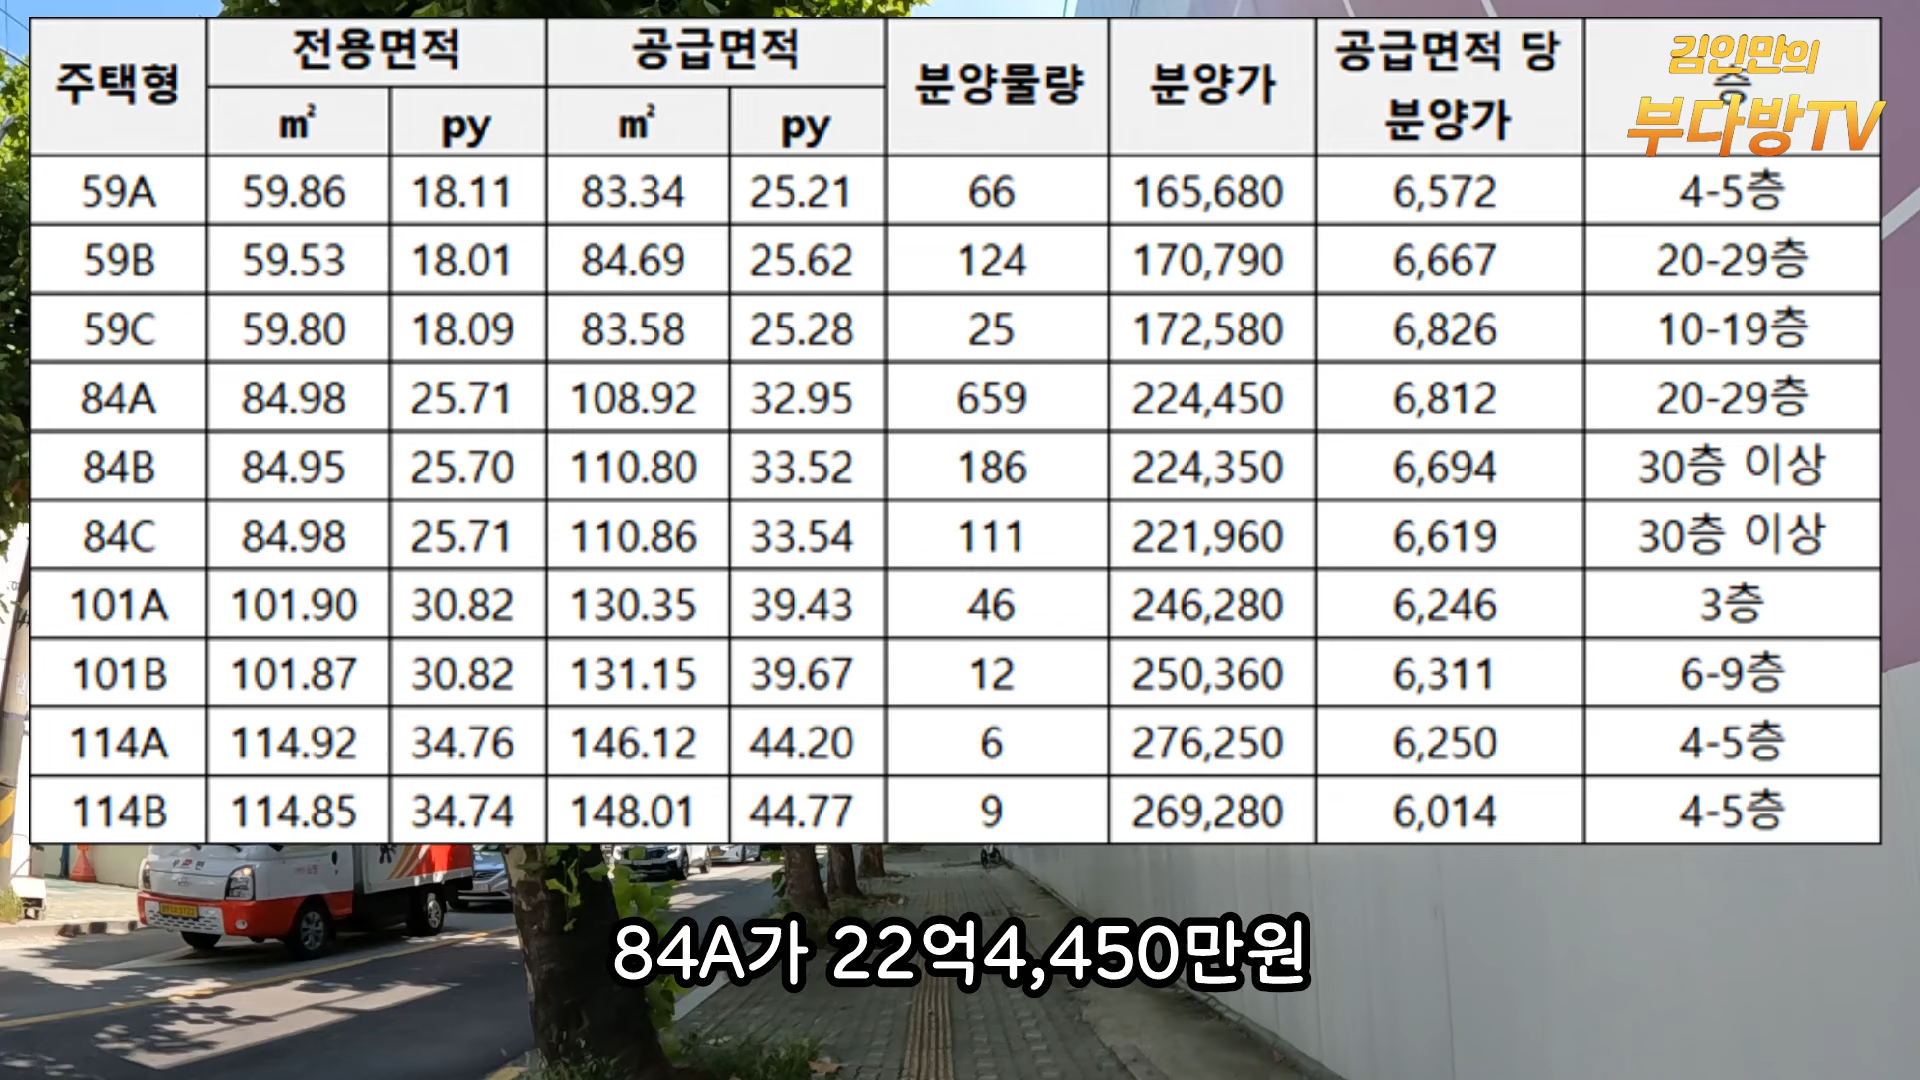 주택형 전용면적 공급면적 분양물량 분양가 공급면적 당 분양가 층
㎡ py ㎡ py
59A 59.86 18.11 83.34 25.21 66 165,680 6,572 4-5층
59B 59.53 18.01 84.69 25.62 124 170,790 6,667 20-29층
59C 59.80 18.09 83.58 25.28 25 172,580 6,826 10-19층
84A 84.98 25.71 108.92 32.95 659 224,450 6,812 20-29층
84B 84.95 25.70 110.80 33.52 186 224,350 6,694 30층 이상
84C 84.98 25.71 110.86 33.54 111 221,960 6,619 30층 이상
101A 101.90 30.82 130.35 39.43 46 246,280 6,246 3층
101B 101.87 30.82 131.15 39.67 12 250,360 6,311 6-9층
114A 114.92 34.76 146.12 44.20 6 276,250 6,250 4-5층
114B 114.85 34.74 148.01 44.77 9 269,280 6,014 4-5층
김인만의
부다방TV
84A가 22억4,450만원